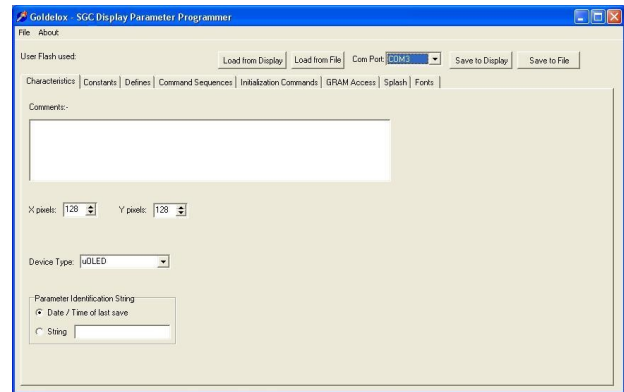 Goldelox - SGC Display Parameter Programmer
File About
User Flash used: Load from Display Load from File Com Port: COM3 Save to Display Save to File
Characteristics Constants Defines Command Sequences Initialization Commands GRAM Access Splash Fonts
Comments:-
X pixels: 128 Y pixels: 128
Device Type: uOLED
Parameter Identification String
Date / Time of last save
String